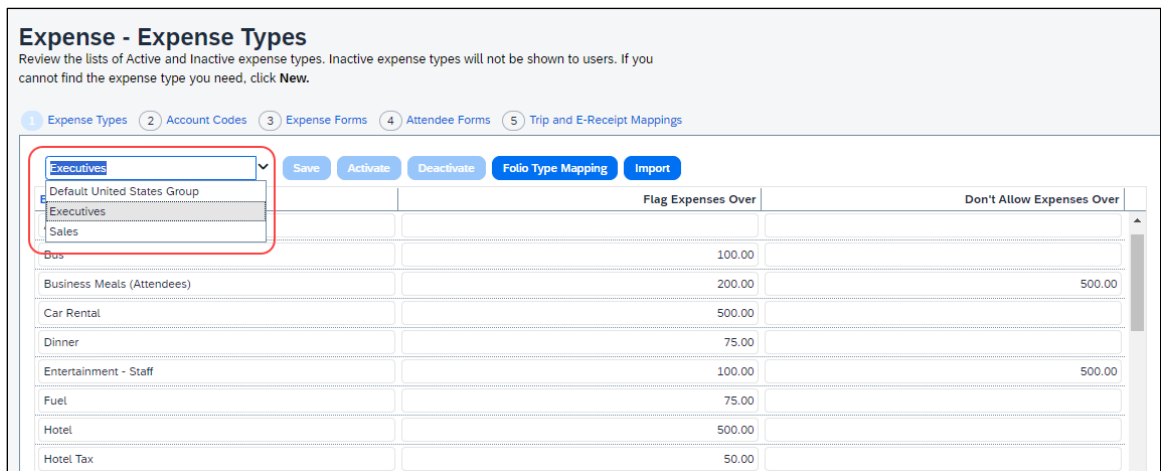 Expense - Expense Types
Review the lists of Active and Inactive expense types. Inactive expense types will not be shown to users. If you
cannot find the expense type you need, click New.
1 Expense Types 2 Account Codes 3 Expense Forms 4 Attendee Forms 5 Trip and E-Receipt Mappings
Executives Save Activate Deactivate Folio Type Mapping Import
Default United States Group
Flag Expenses Over Don't Allow Expenses Over
Executives
Sales
Bus 100.00
Business Meals (Attendees) 200.00 500.00
Car Rental 500.00
Dinner 75.00
Entertainment - Staff 100.00 500.00
Fuel 75.00
Hotel 500.00
Hotel Tax 50.00